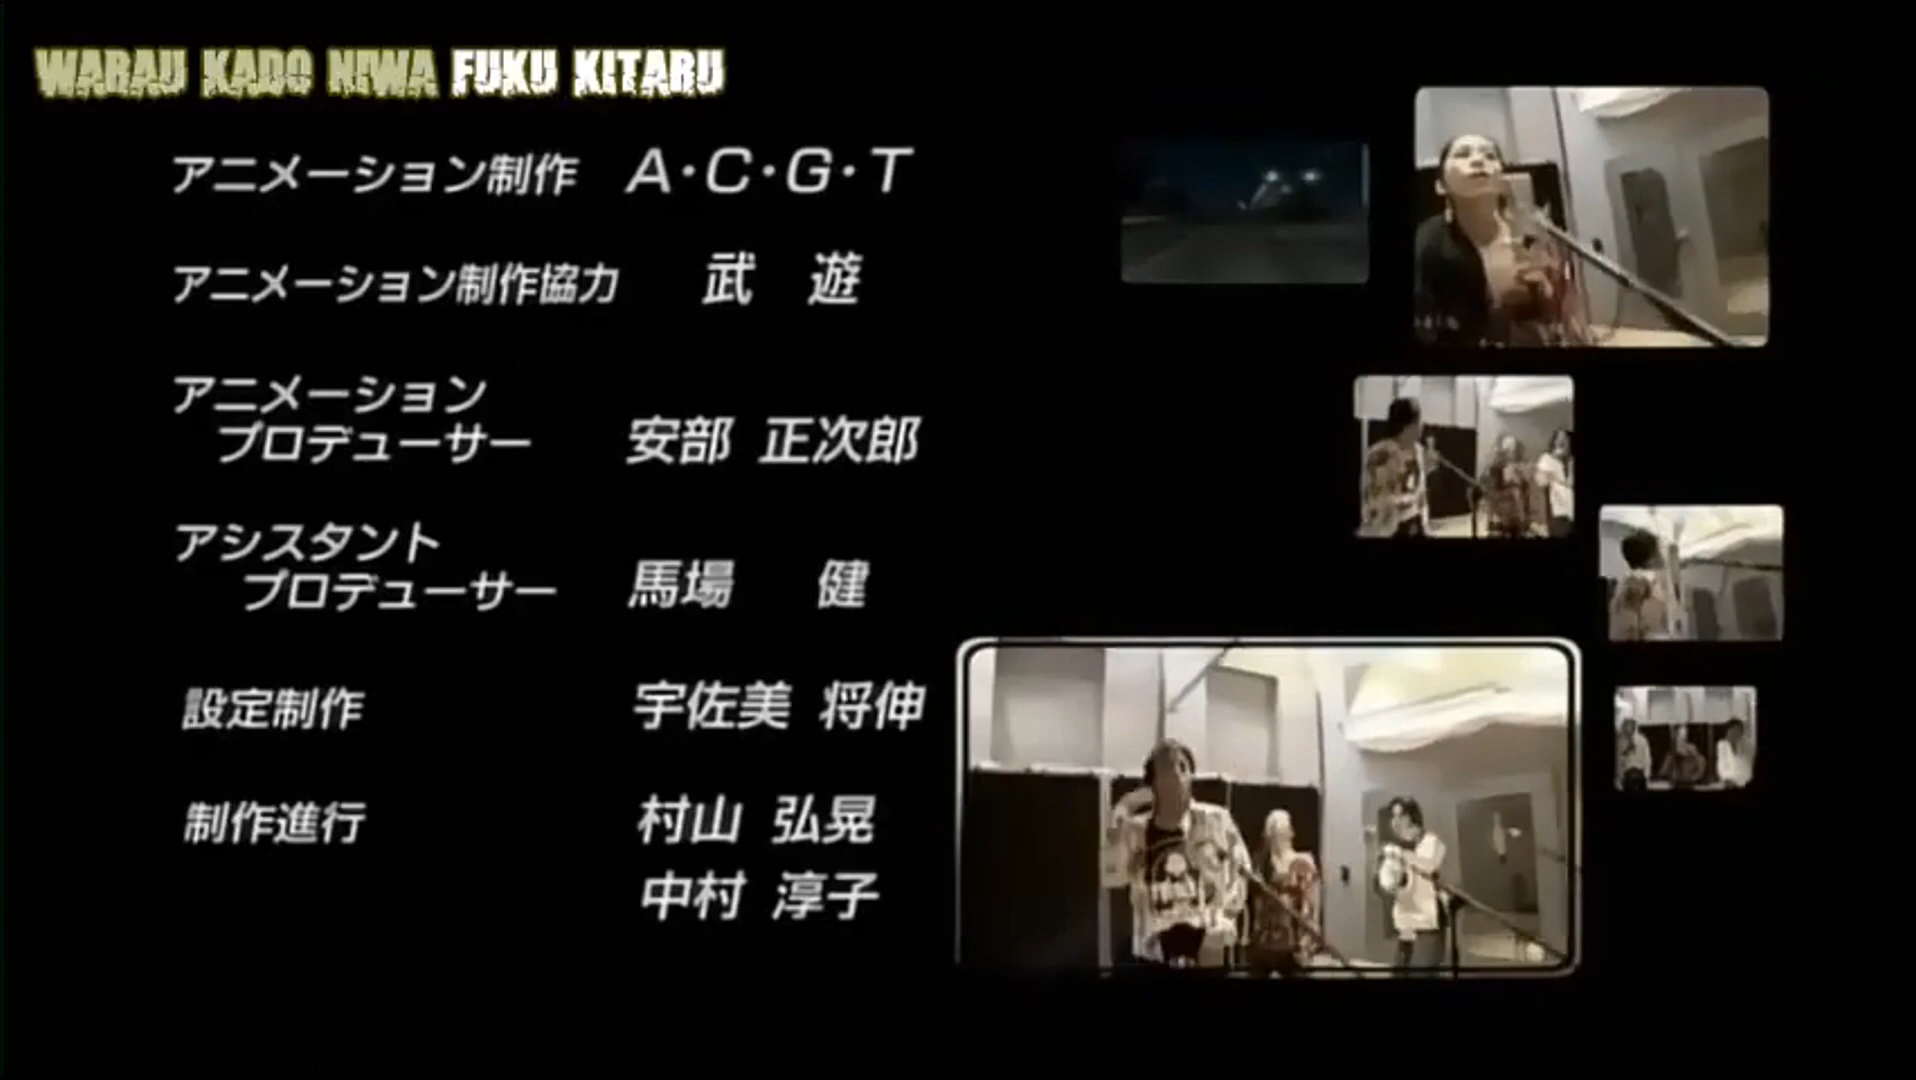 WARAU KADO NIWA FUKU KITARU
アニメーション制作 A・C・G・T
アニメーション制作協力 武 遊
アニメーション
プロデューサー 安部 正次郎
アシスタント
プロデューサー 馬場 健
設定制作 宇佐美 将伸
制作進行 村山 弘晃
中村 淳子